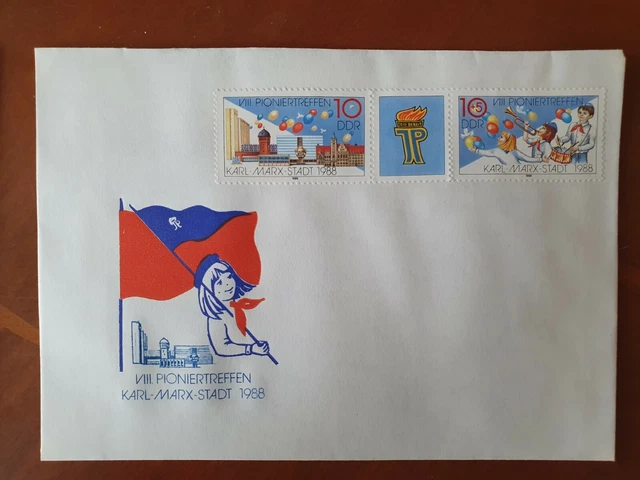 VIII. PIONIERTREFFEN 10
DDR
KARL-MARX-STADT 1988
VIII. PIONIERTREFFEN 10+5
DDR
KARL-MARX-STADT 1988
VIII. PIONIERTREFFEN
KARL-MARX-STADT 1988